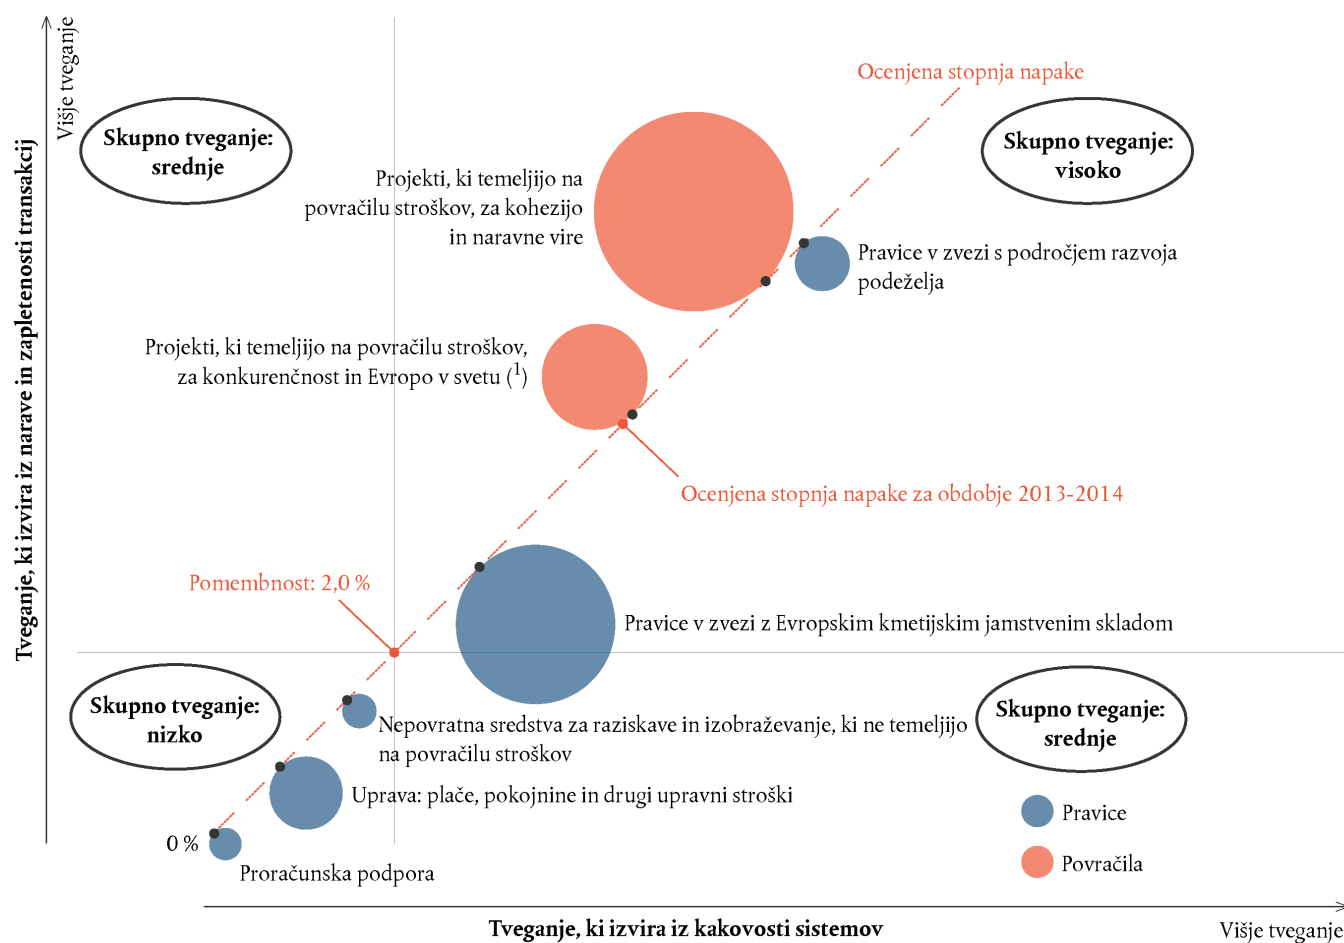 Višje tveganje
Tveganje, ki izvira iz narave in zapletenosti transakcij
Ocenjena stopnja napake
Skupno tveganje:
srednje
Skupno tveganje:
visoko
Projekti, ki temeljijo na
povračilu stroškov, za kohezijo
in naravne vire
Pravice v zvezi s področjem razvoja
podeželja
Projekti, ki temeljijo na povračilu stroškov,
za konkurenčnost in Evropo v svetu (¹)
Ocenjena stopnja napake za obdobje 2013-2014
Pomembnost: 2,0 %
Pravice v zvezi z Evropskim kmetijskim jamstvenim skladom
Skupno tveganje:
nizko
Nepovratna sredstva za raziskave in izobraževanje, ki ne temeljijo
na povračilu stroškov
Skupno tveganje:
srednje
Uprava: plače, pokojnine in drugi upravni stroški
Pravice
0 %
Povračila
Proračunska podpora
Tveganje, ki izvira iz kakovosti sistemov
Višje tveganje